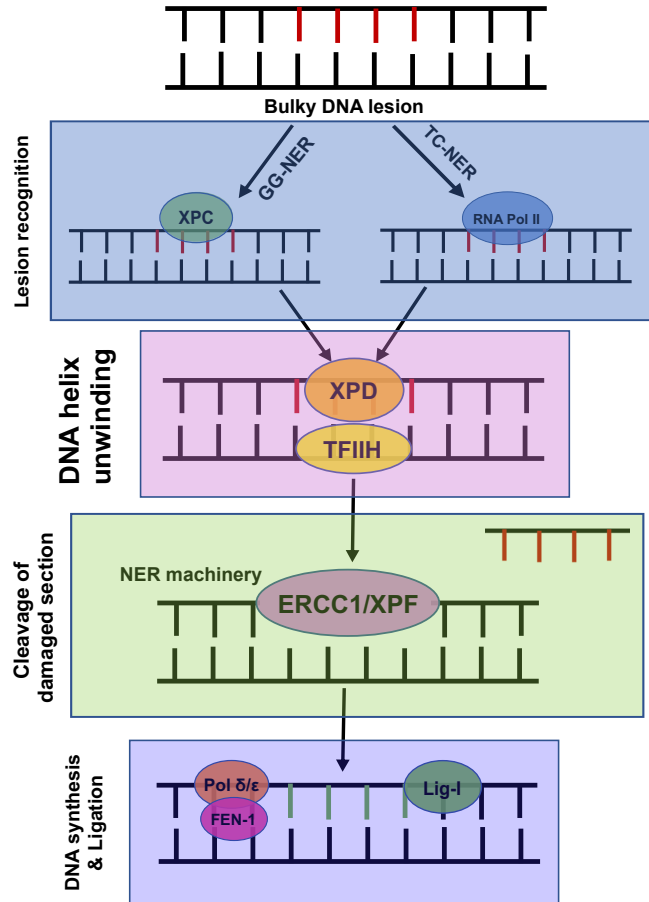 Bulky DNA lesion
Lesion recognition
GG-NER
TC-NER
XPC
RNA Pol II
DNA helix
unwinding
XPD
TFIIH
Cleavage of
damaged section
NER machinery
ERCC1/XPF
DNA synthesis
& Ligation
Pol δ/ε
FEN-1
Lig-I